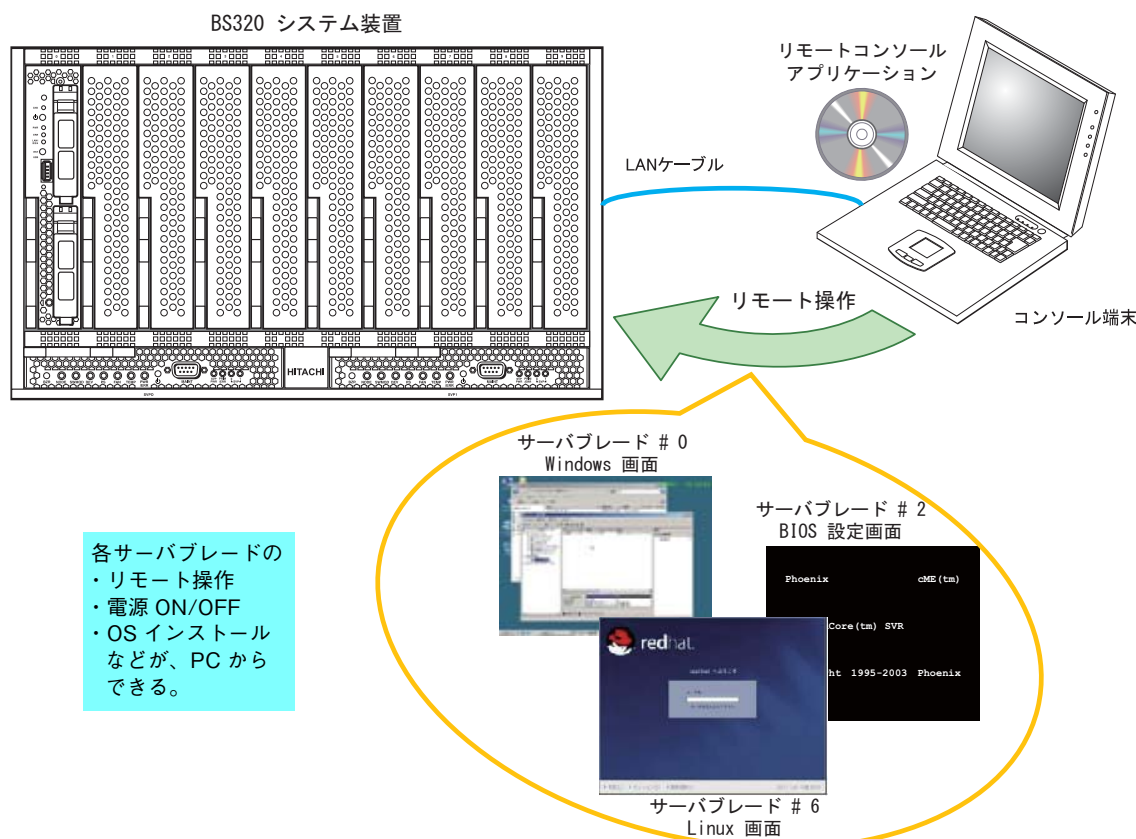 BS320 システム装置
リモートコンソール
アプリケーション
LANケーブル
リモート操作
コンソール端末
HITACHI
MAINT
MAINT
SVP0
SVP1
サーバブレード # 0
Windows 画面
サーバブレード # 2
BIOS 設定画面
Phoenix cME(tm)
Core(tm) SVR
ht 1995-2003 Phoenix
redhat.
サーバブレード # 6
Linux 画面
各サーバブレードの
・リモート操作
・電源 ON/OFF
・OS インストール
などが、PC から
できる。